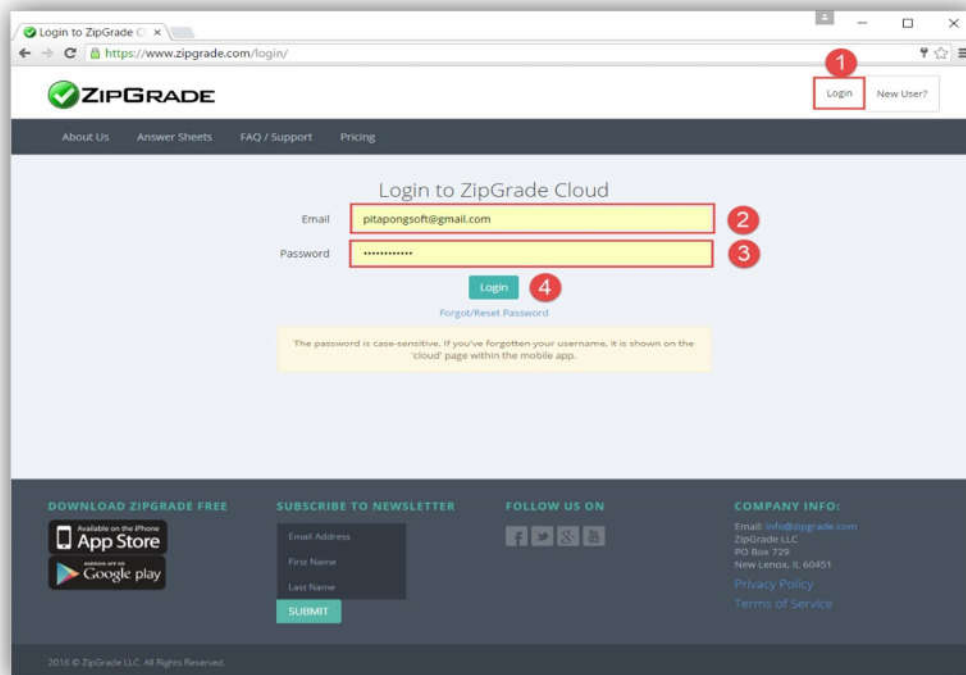 Login to ZipGrade C
https://www.zipgrade.com/login/
1
ZIPGRADE
Login
New User?
About Us
Answer Sheets
FAQ / Support
Pricing
Login to ZipGrade Cloud
Email
pitapongsoft@gmail.com
2
Password
••••••••••••
3
Login
4
Forgot/Reset Password
The password is case-sensitive. If you've forgotten your username, it is shown on the
'cloud' page within the mobile app.
DOWNLOAD ZIPGRADE FREE
Available on the iPhone
App Store
Google play
SUBSCRIBE TO NEWSLETTER
Email Address
First Name
Last Name
SUBMIT
FOLLOW US ON
COMPANY INFO:
Email: info@zipgrade.com
ZipGrade LLC
PO Box 729
New Lenox, IL 60451
Privacy Policy
Terms of Service
2016 © ZipGrade LLC. All Rights Reserved.